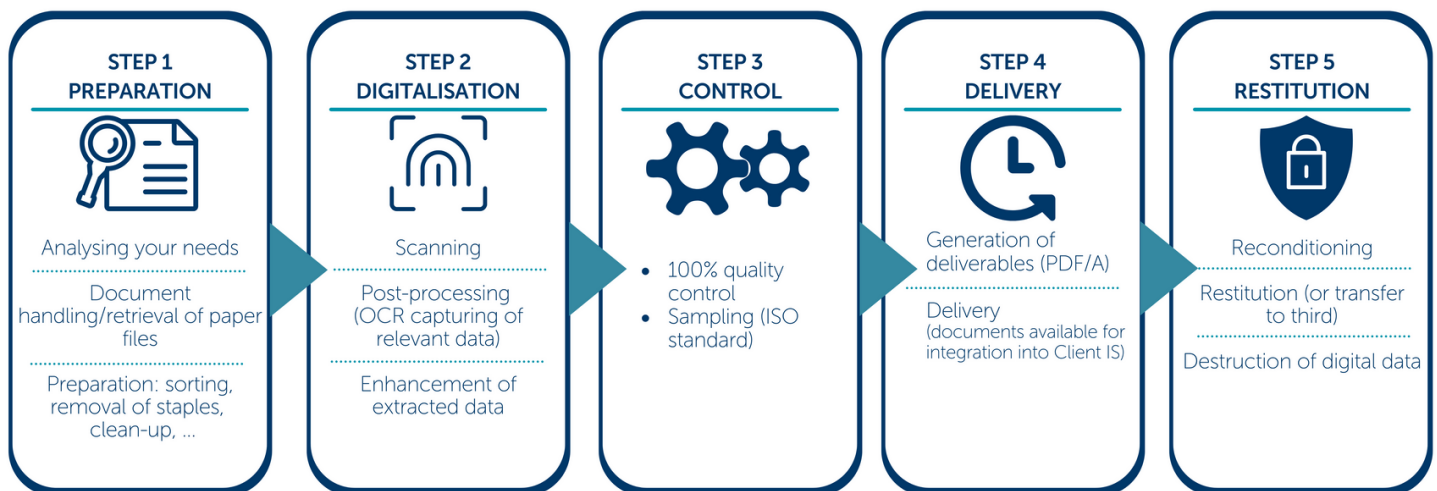 STEP 1
PREPARATION
Analysing your needs
Document
handling/retrieval of paper
files
Preparation: sorting,
removal of staples,
clean-up, ...
STEP 2
DIGITALISATION
Scanning
Post-processing
(OCR capturing of
relevant data)
Enhancement of
extracted data
STEP 3
CONTROL
• 100% quality
control
• Sampling (ISO
standard)
STEP 4
DELIVERY
Generation of
deliverables (PDF/A)
Delivery
(documents available for
integration into Client IS)
STEP 5
RESTITUTION
Reconditioning
Restitution (or transfer
to third)
Destruction of digital data